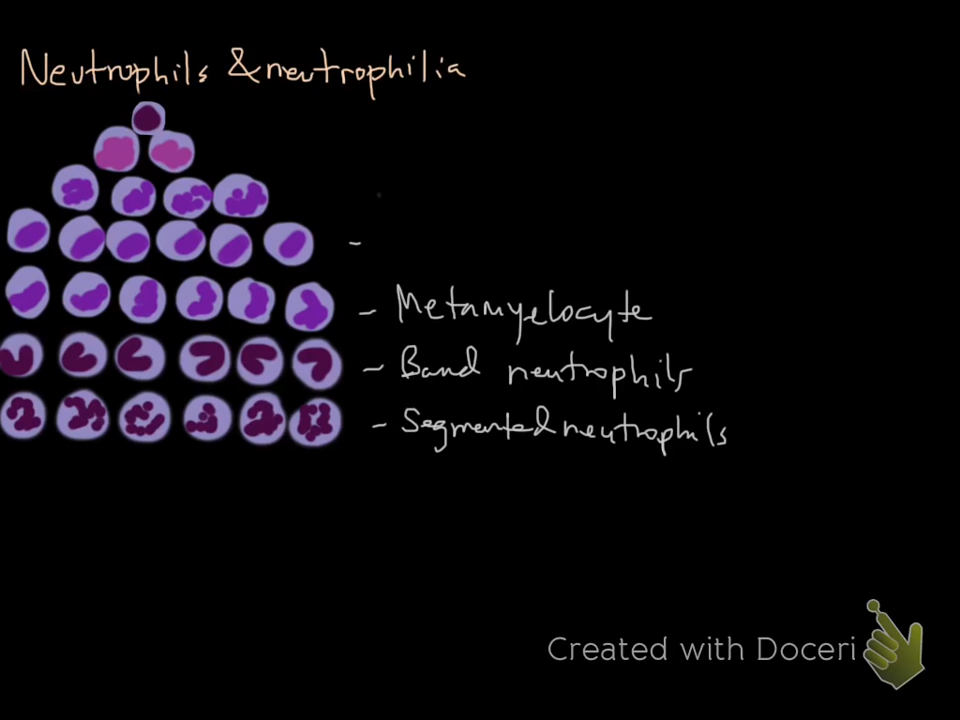 Neutrophils & neutrophilia
-
- Metamyelocyte
- Band neutrophils
- Segmented neutrophils
Created with Doceri